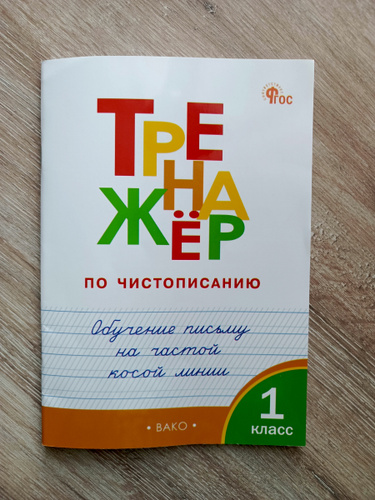 ФГОС
ТРЕ
НА
ЖЁР
ПО ЧИСТОПИСАНИЮ
Обучение письму
на частой
косой линии
1
класс
• ВАКО •